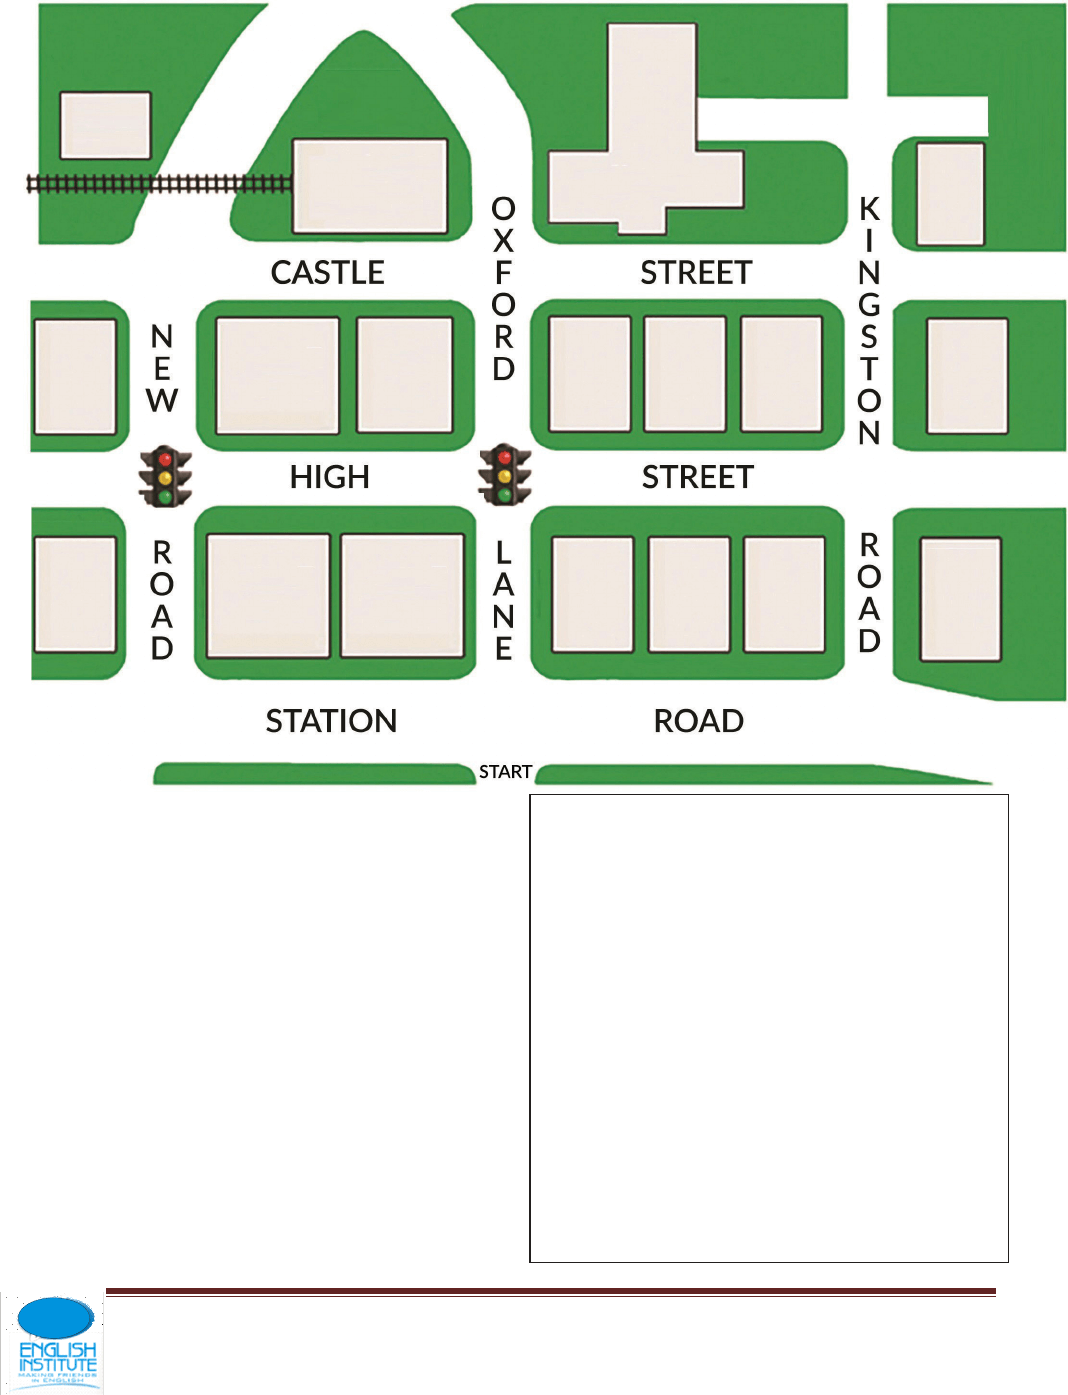 CASTLE STREET
OXFORD LANE
KINGSTON ROAD
NEW ROAD
HIGH STREET
STATION ROAD
START
ENGLISH
INSTITUTE
MAKING FRIENDS
IN ENGLISH